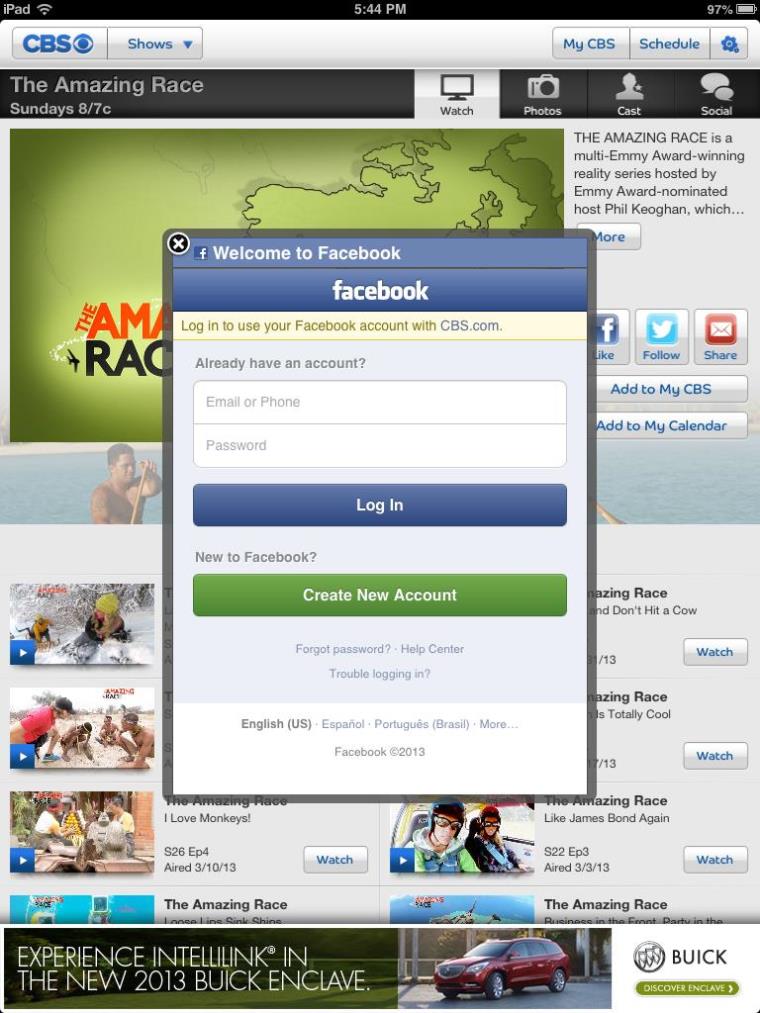 iPad
5:44 PM
97%
CBS
Shows
My CBS
Schedule
The Amazing Race
Sundays 8/7c
Watch
Photos
Cast
Social
THE AMAZING RACE is a
multi-Emmy Award-winning
reality series hosted by
Emmy Award-nominated
host Phil Keoghan, which...
More
THE
AMA
RAC
Like
Follow
Share
Add to My CBS
Add to My Calendar
f Welcome to Facebook
facebook
Log in to use your Facebook account with CBS.com.
Already have an account?
Email or Phone
Password
Log In
New to Facebook?
Create New Account
Forgot password? · Help Center
Trouble logging in?
English (US) · Español · Português (Brasil) · More...
Facebook ©2013
mazing Race
and Don't Hit a Cow
31/13
Watch
mazing Race
Is Totally Cool
17/13
Watch
The Amazing Race
I Love Monkeys!
S26 Ep4
Aired 3/10/13
Watch
The Amazing Race
Like James Bond Again
S22 Ep3
Aired 3/3/13
Watch
The Amazing Race
Loose Lips Sink Ships
The Amazing Race
Business in the Front, Party in the
EXPERIENCE INTELLILINK® IN
THE NEW 2013 BUICK ENCLAVE.
BUICK
DISCOVER ENCLAVE